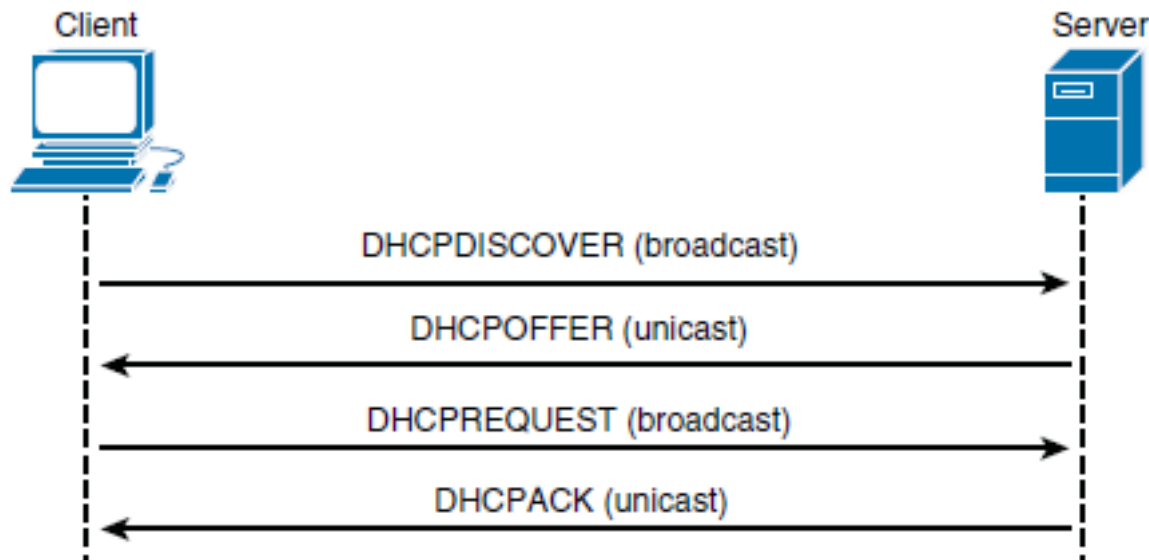 Client
Server
DHCPDISCOVER (broadcast)
DHCPOFFER (unicast)
DHCPREQUEST (broadcast)
DHCPACK (unicast)